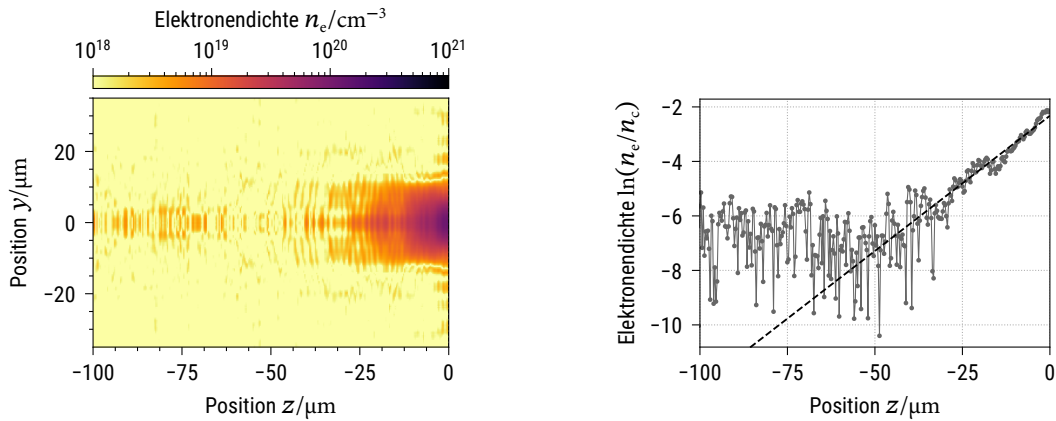 Elektronendichte nₑ/cm⁻³
10¹⁸ 10¹⁹ 10²⁰ 10²¹
Position y/µm
20
0
−20
−100 −75 −50 −25 0
Position z/µm
Elektronendichte ln(nₑ/n_c)
−2
−4
−6
−8
−10
−100 −75 −50 −25 0
Position z/µm